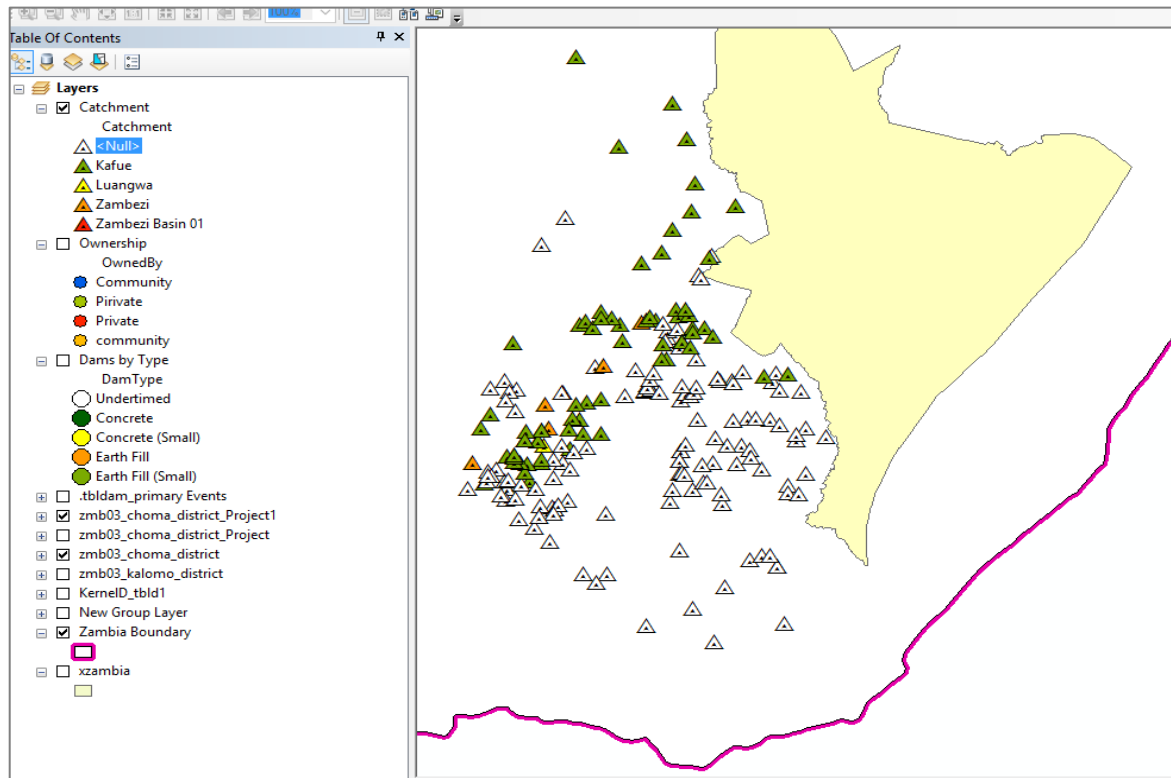 100%
Table Of Contents
Layers
Catchment
Catchment
<Null>
Kafue
Luangwa
Zambezi
Zambezi Basin 01
Ownership
OwnedBy
Community
Pirivate
Private
community
Dams by Type
DamType
Undertimed
Concrete
Concrete (Small)
Earth Fill
Earth Fill (Small)
.tbldam_primary Events
zmb03_choma_district_Project1
zmb03_choma_district_Project
zmb03_choma_district
zmb03_kalomo_district
KernelD_tbld1
New Group Layer
Zambia Boundary
xzambia